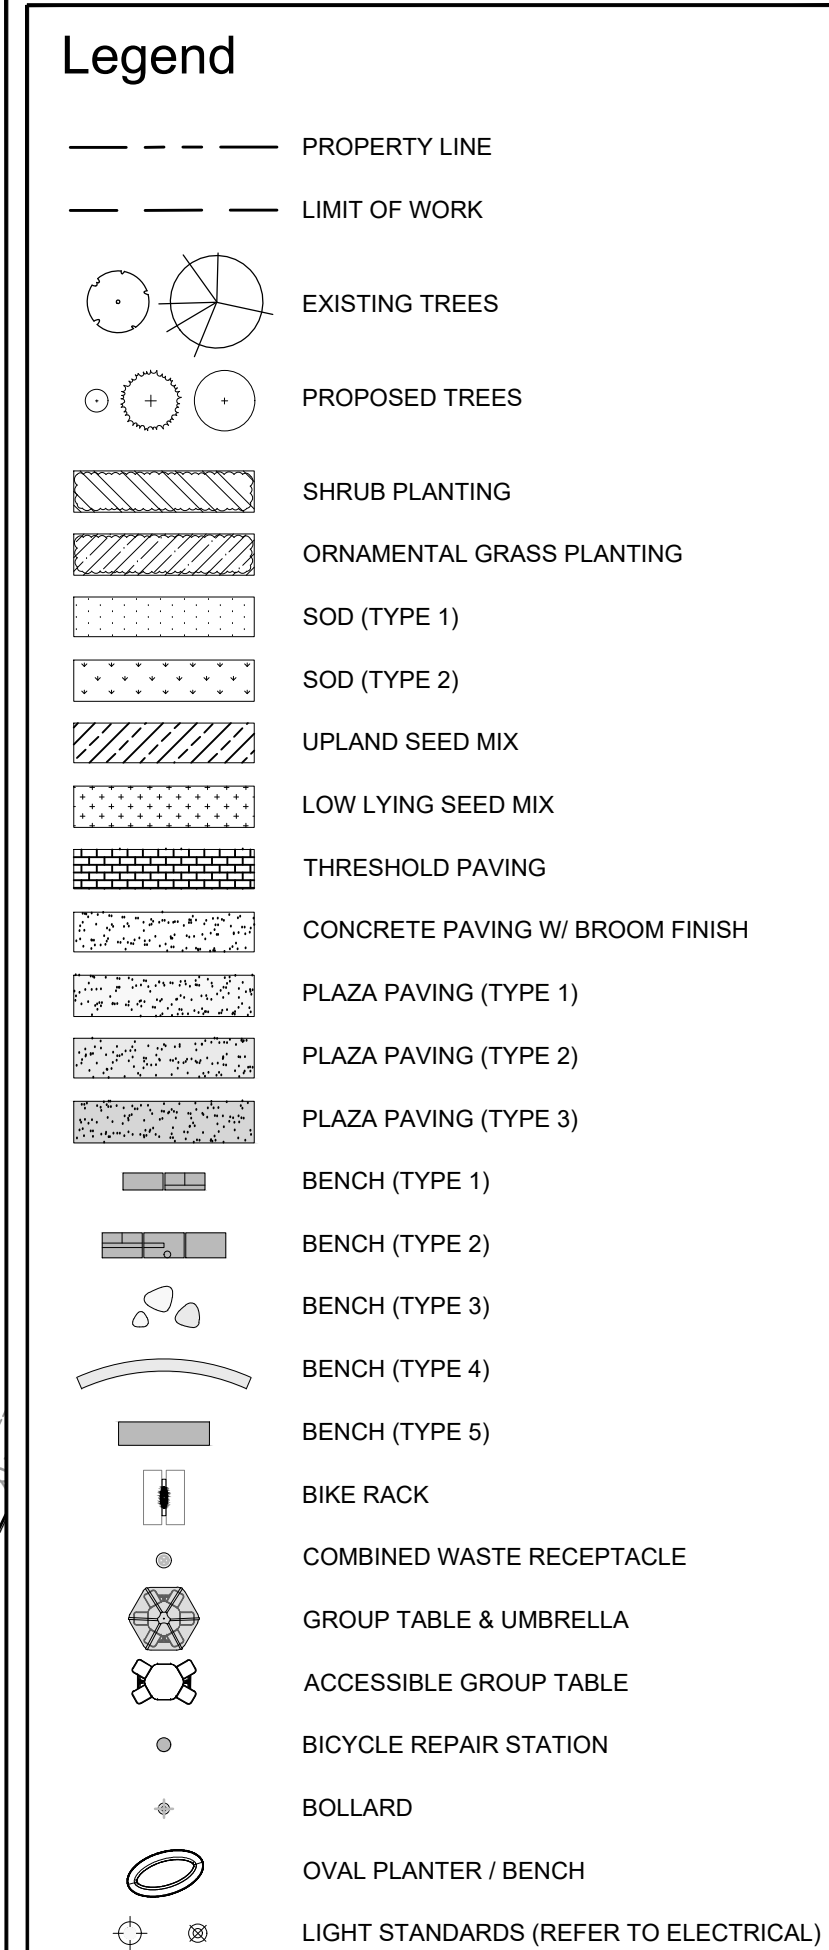 Legend
PROPERTY LINE
LIMIT OF WORK
EXISTING TREES
PROPOSED TREES
SHRUB PLANTING
ORNAMENTAL GRASS PLANTING
SOD (TYPE 1)
SOD (TYPE 2)
UPLAND SEED MIX
LOW LYING SEED MIX
THRESHOLD PAVING
CONCRETE PAVING W/ BROOM FINISH
PLAZA PAVING (TYPE 1)
PLAZA PAVING (TYPE 2)
PLAZA PAVING (TYPE 3)
BENCH (TYPE 1)
BENCH (TYPE 2)
BENCH (TYPE 3)
BENCH (TYPE 4)
BENCH (TYPE 5)
BIKE RACK
COMBINED WASTE RECEPTACLE
GROUP TABLE & UMBRELLA
ACCESSIBLE GROUP TABLE
BICYCLE REPAIR STATION
BOLLARD
OVAL PLANTER / BENCH
LIGHT STANDARDS (REFER TO ELECTRICAL)